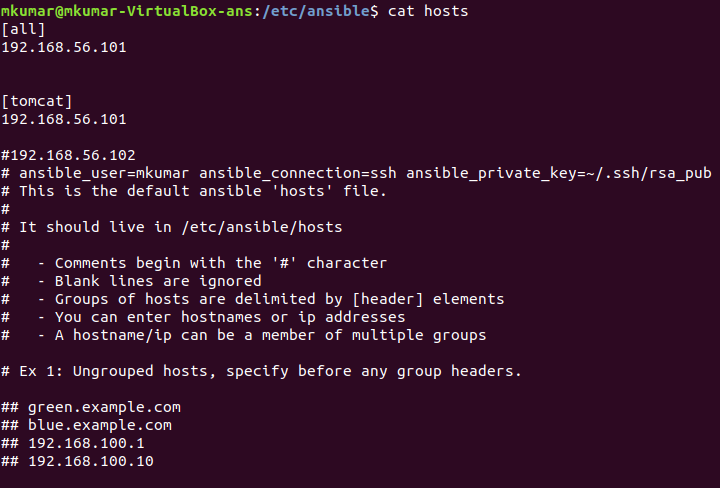 mkumar@mkumar-VirtualBox-ans:/etc/ansible$ cat hosts
[all]
192.168.56.101
[tomcat]
192.168.56.101
#192.168.56.102
# ansible_user=mkumar ansible_connection=ssh ansible_private_key=~/.ssh/rsa_pub
# This is the default ansible 'hosts' file.
#
# It should live in /etc/ansible/hosts
#
#   - Comments begin with the '#' character
#   - Blank lines are ignored
#   - Groups of hosts are delimited by [header] elements
#   - You can enter hostnames or ip addresses
#   - A hostname/ip can be a member of multiple groups
# Ex 1: Ungrouped hosts, specify before any group headers.
## green.example.com
## blue.example.com
## 192.168.100.1
## 192.168.100.10